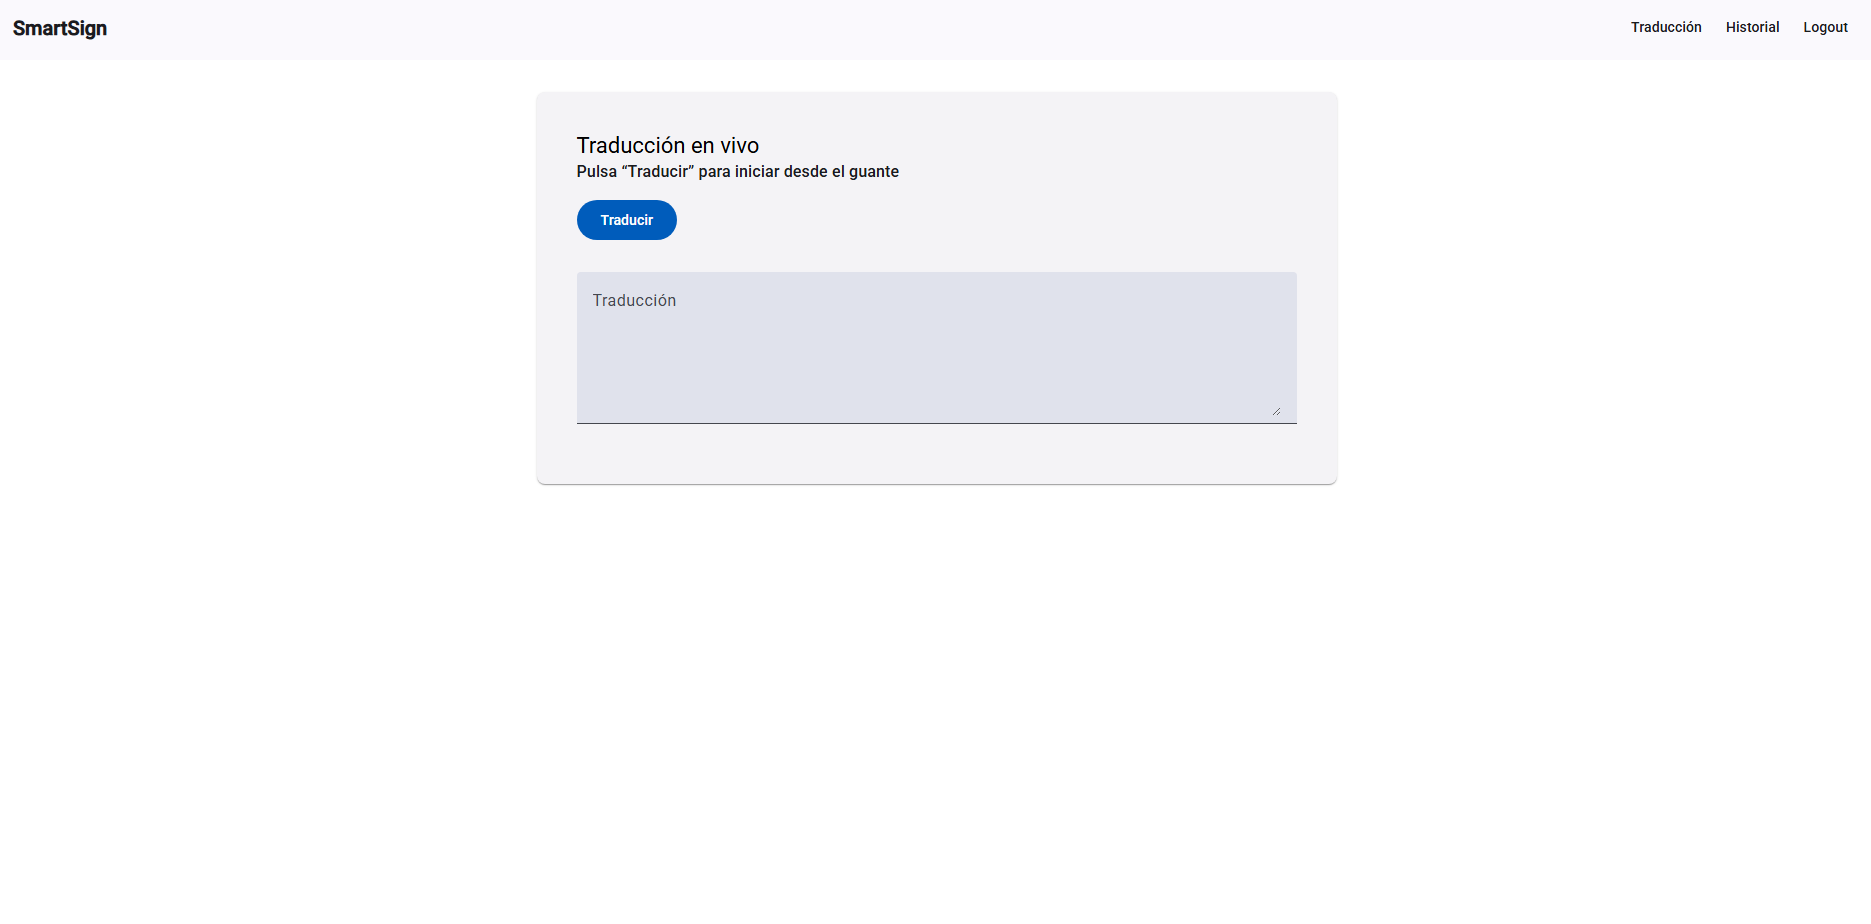 SmartSign
Traducción Historial Logout
Traducción en vivo
Pulsa “Traducir” para iniciar desde el guante
Traducir
Traducción